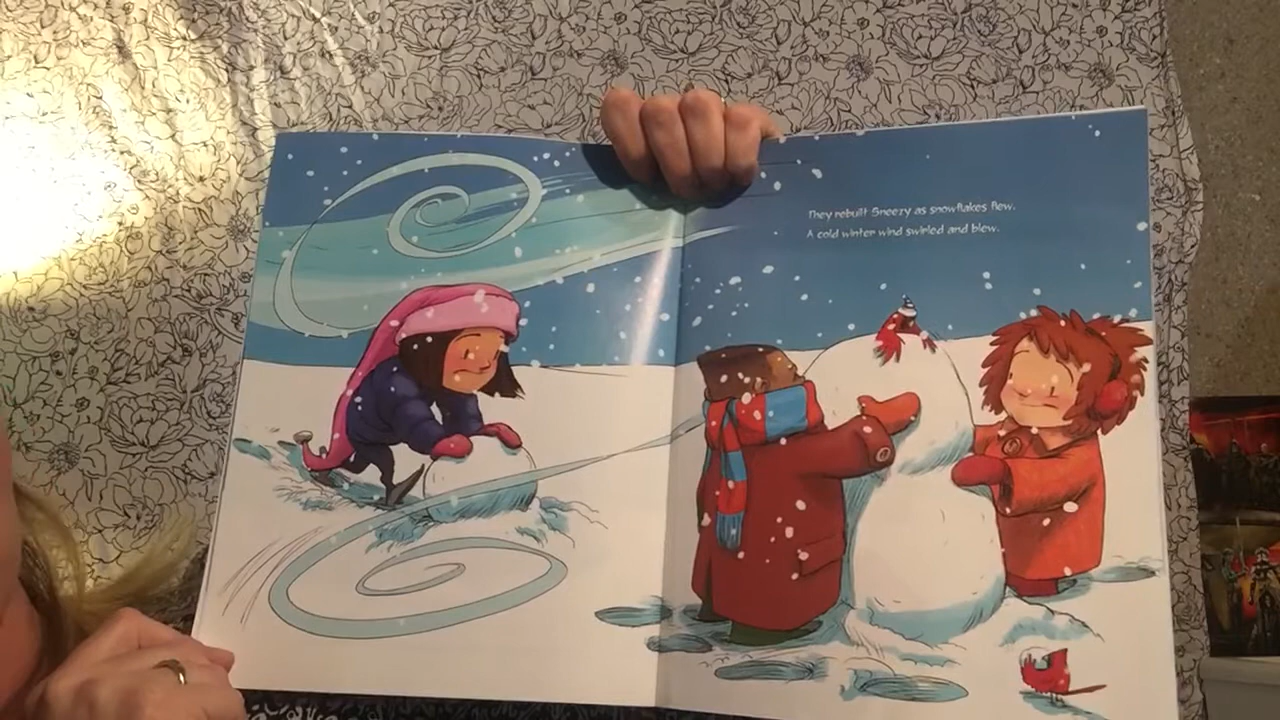 They rebuilt Sneezy as snowflakes flew.
A cold winter wind swirled and blew.